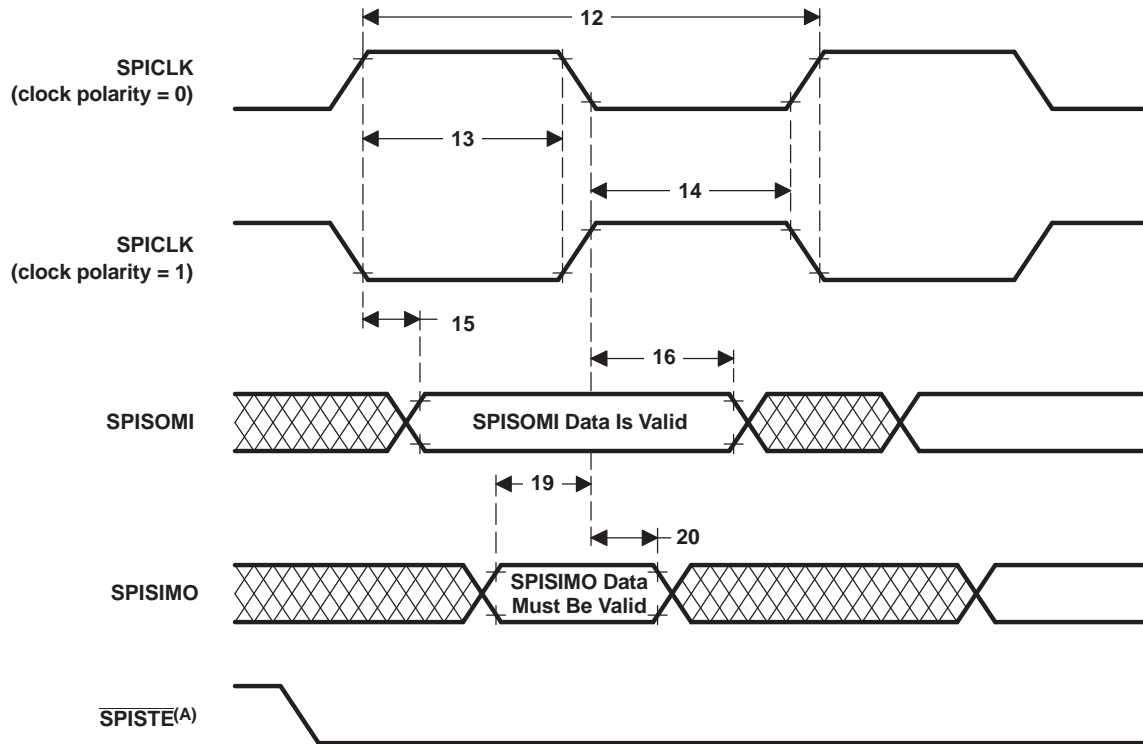 12
SPICLK
(clock polarity = 0)
13
14
SPICLK
(clock polarity = 1)
15
16
SPISOMI
SPISOMI Data Is Valid
19
20
SPISIMO
SPISIMO Data
Must Be Valid
SPISTE(A)